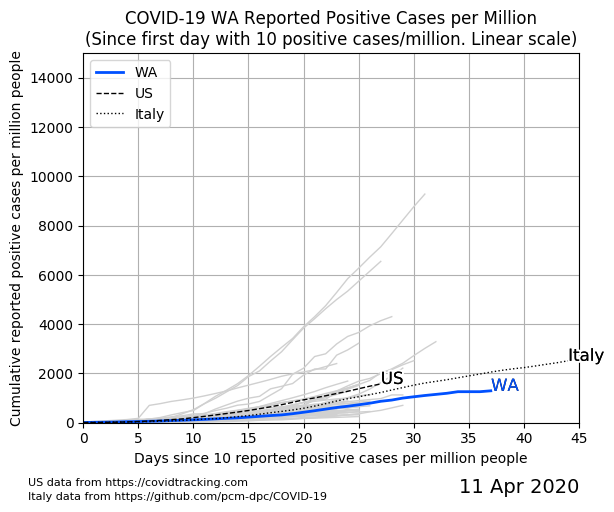 COVID-19 WA Reported Positive Cases per Million
(Since first day with 10 positive cases/million. Linear scale)
Cumulative reported positive cases per million people
14000
12000
10000
8000
6000
4000
2000
0
WA
US
Italy
US
WA
Italy
0 5 10 15 20 25 30 35 40 45
Days since 10 reported positive cases per million people
US data from https://covidtracking.com
Italy data from https://github.com/pcm-dpc/COVID-19
11 Apr 2020